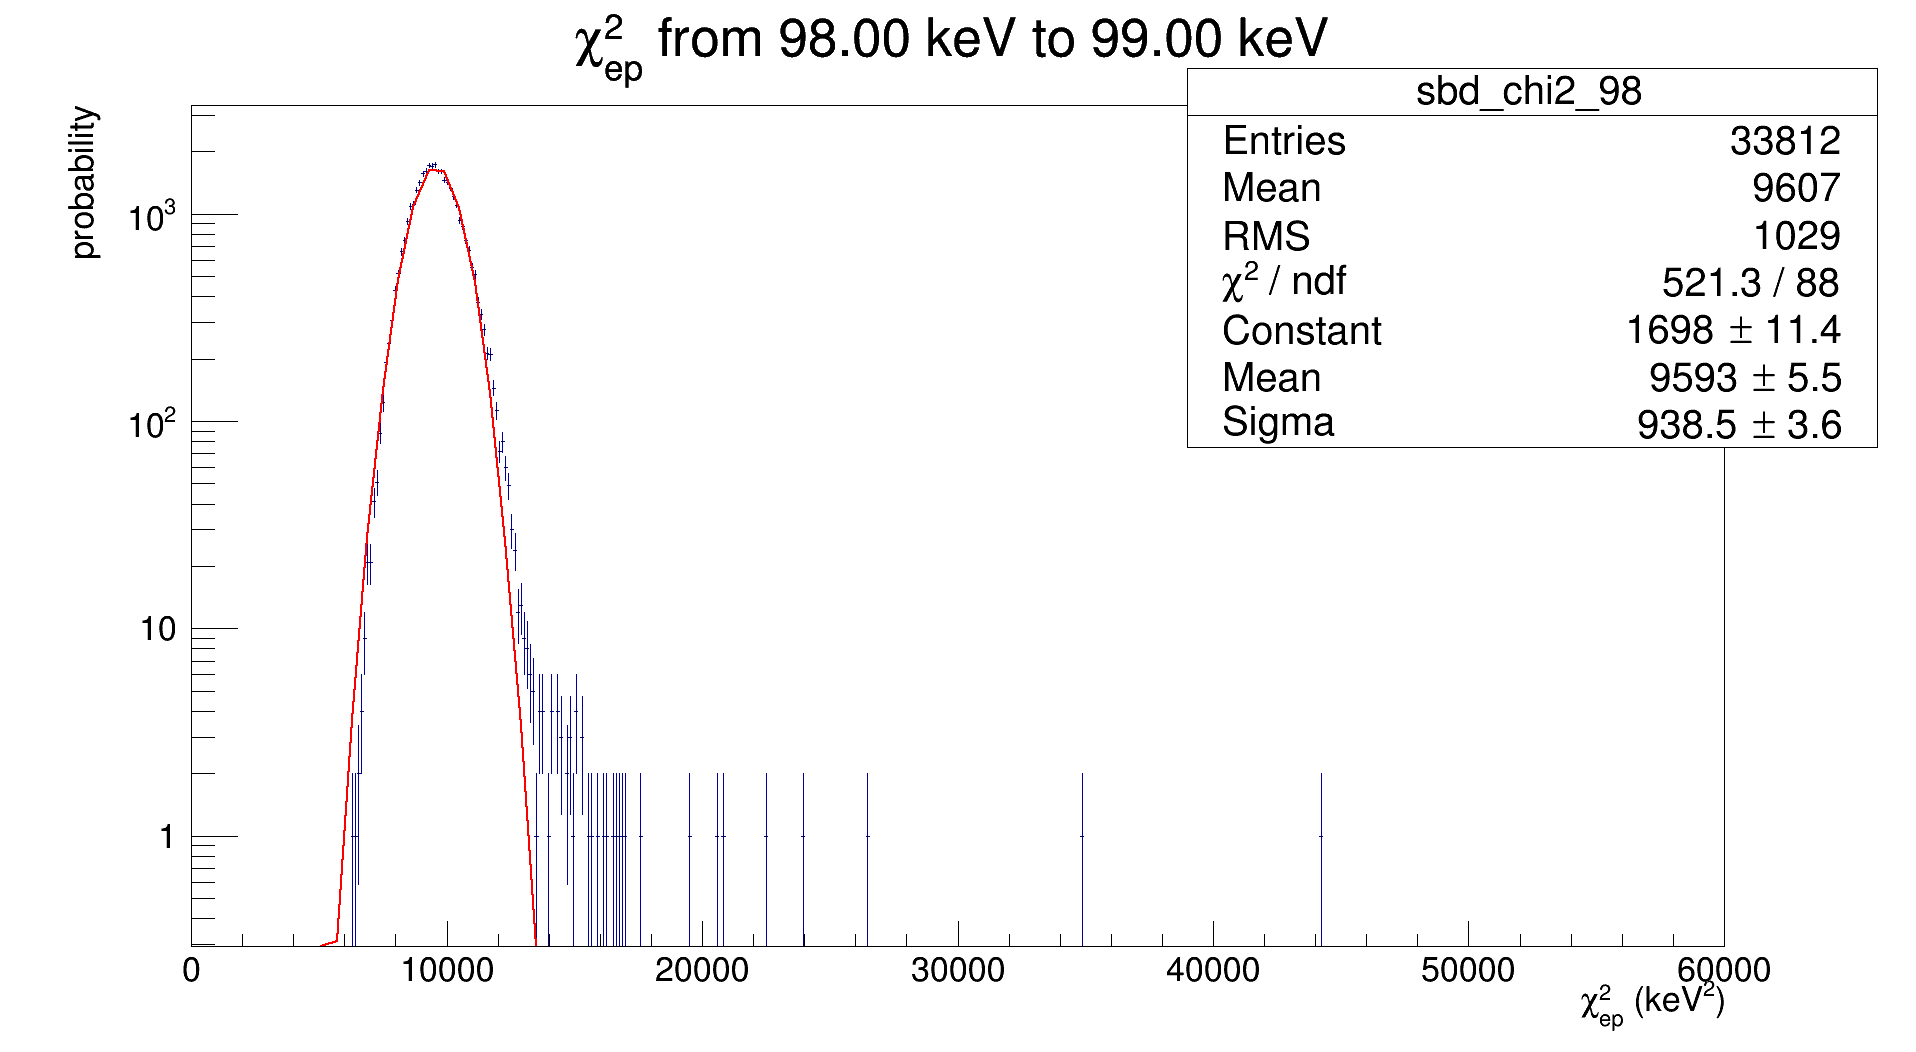 χ²ep from 98.00 keV to 99.00 keV
sbd_chi2_98
Entries 33812
Mean 9607
RMS 1029
χ² / ndf 521.3 / 88
Constant 1698 ± 11.4
Mean 9593 ± 5.5
Sigma 938.5 ± 3.6
probability
10³
10²
10
1
0 10000 20000 30000 40000 50000 60000
χ²ep (keV²)